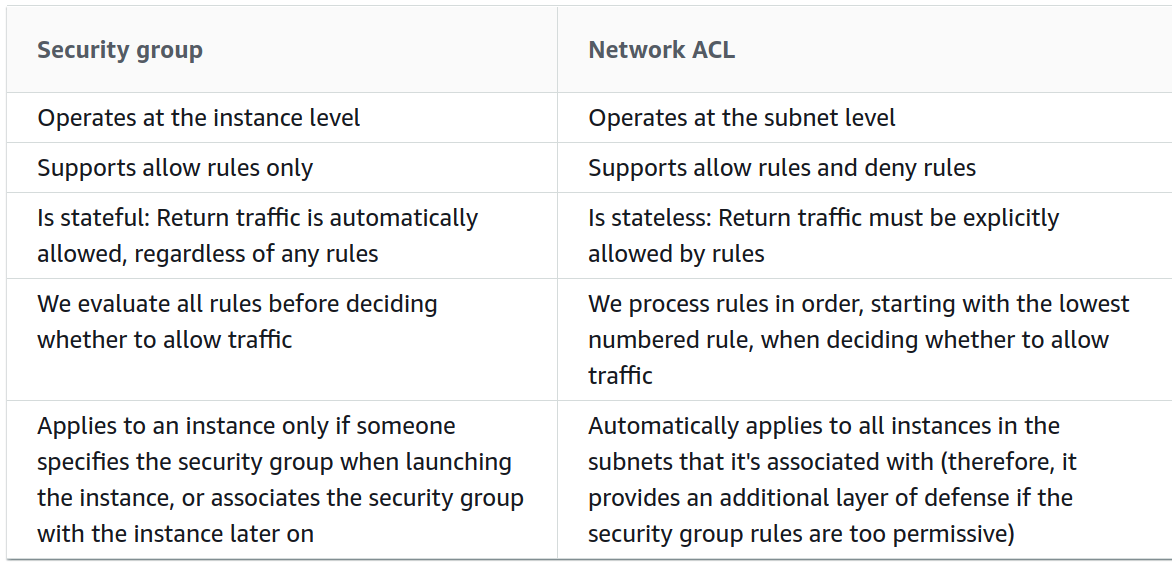 Security group
Network ACL
Operates at the instance level
Operates at the subnet level
Supports allow rules only
Supports allow rules and deny rules
Is stateful: Return traffic is automatically
allowed, regardless of any rules
Is stateless: Return traffic must be explicitly
allowed by rules
We evaluate all rules before deciding
whether to allow traffic
We process rules in order, starting with the lowest
numbered rule, when deciding whether to allow
traffic
Applies to an instance only if someone
specifies the security group when launching
the instance, or associates the security group
with the instance later on
Automatically applies to all instances in the
subnets that it's associated with (therefore, it
provides an additional layer of defense if the
security group rules are too permissive)